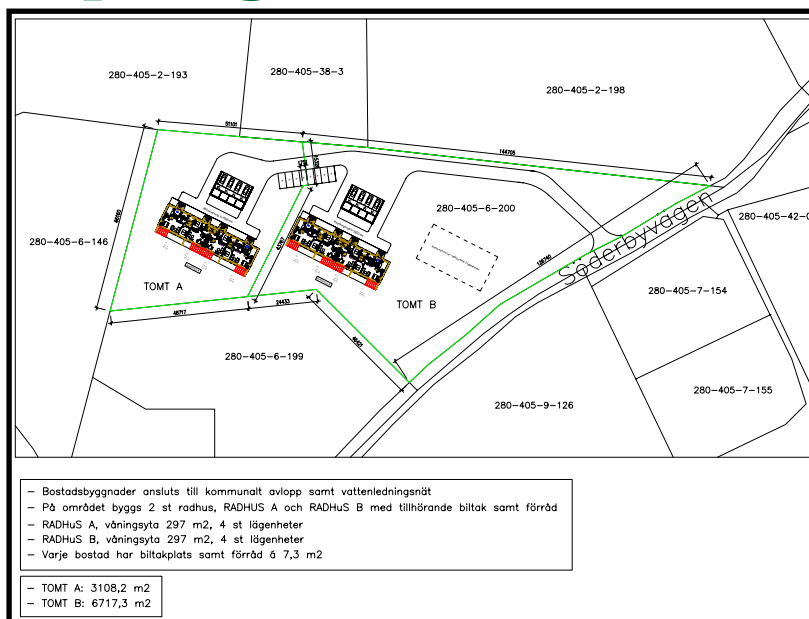 280-405-2-193
280-405-38-3
280-405-2-198
51101
144705
280-405-6-200
280-405-42-0
280-405-6-146
Söderbyvägen
TOMT A
TOMT B
280-405-7-154
48717
24433
280-405-6-199
280-405-7-155
280-405-9-126
- Bostadsbyggnader ansluts till kommunalt avlopp samt vattenledningsnät
- På området byggs 2 st radhus, RADHUS A och RADHUS B med tillhörande biltak samt förråd
- RADHuS A, våningsyta 297 m2, 4 st lägenheter
- RADHuS B, våningsyta 297 m2, 4 st lägenheter
- Varje bostad har biltakplats samt förråd á 7,3 m2
- TOMT A: 3108,2 m2
- TOMT B: 6717,3 m2